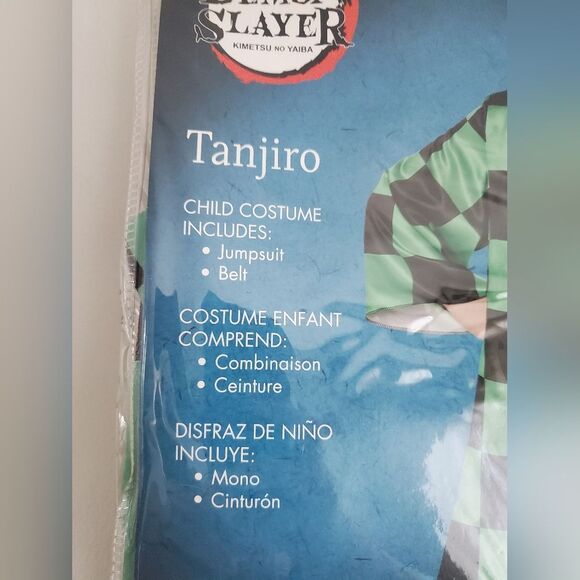 DEMON
SLAYER
KIMETSU NO YAIBA
Tanjiro
CHILD COSTUME
INCLUDES:
• Jumpsuit
• Belt
COSTUME ENFANT
COMPREND:
• Combinaison
• Ceinture
DISFRAZ DE NIÑO
INCLUYE:
• Mono
• Cinturón